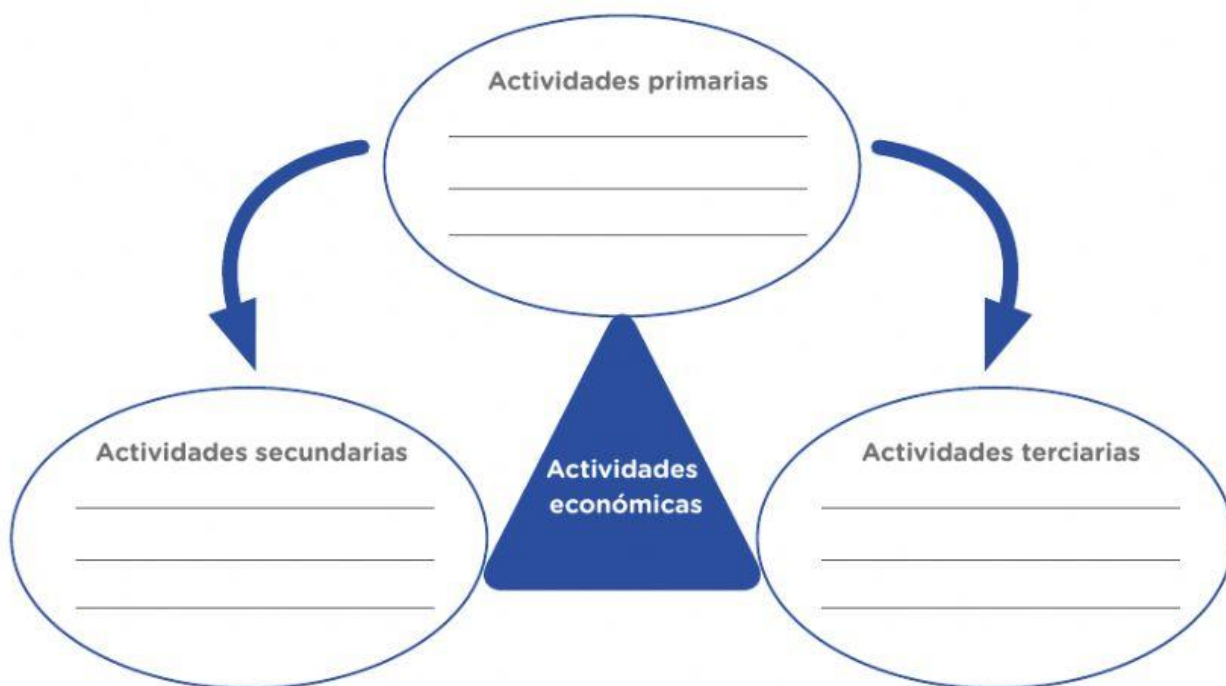 Actividades primarias
Actividades secundarias
Actividades
económicas
Actividades terciarias